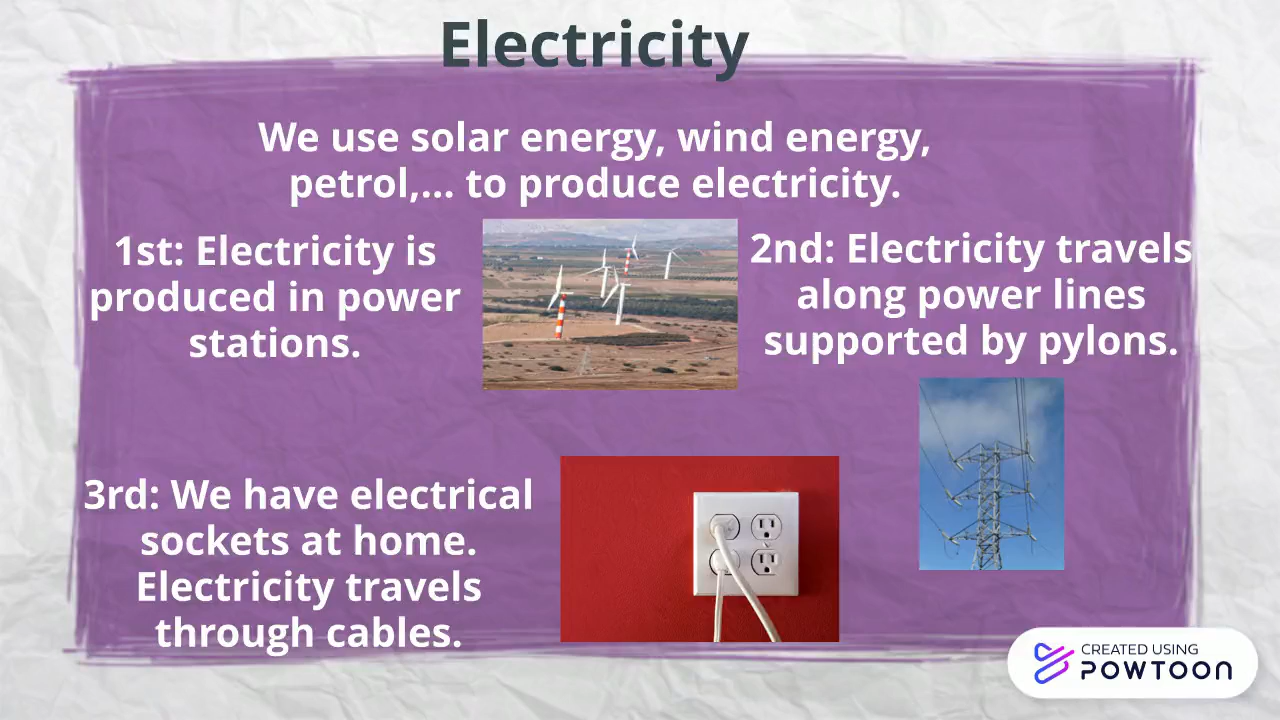 Electricity
We use solar energy, wind energy,
petrol,... to produce electricity.
1st: Electricity is
produced in power
stations.
2nd: Electricity travels
along power lines
supported by pylons.
3rd: We have electrical
sockets at home.
Electricity travels
through cables.
CREATED USING
POWTOON